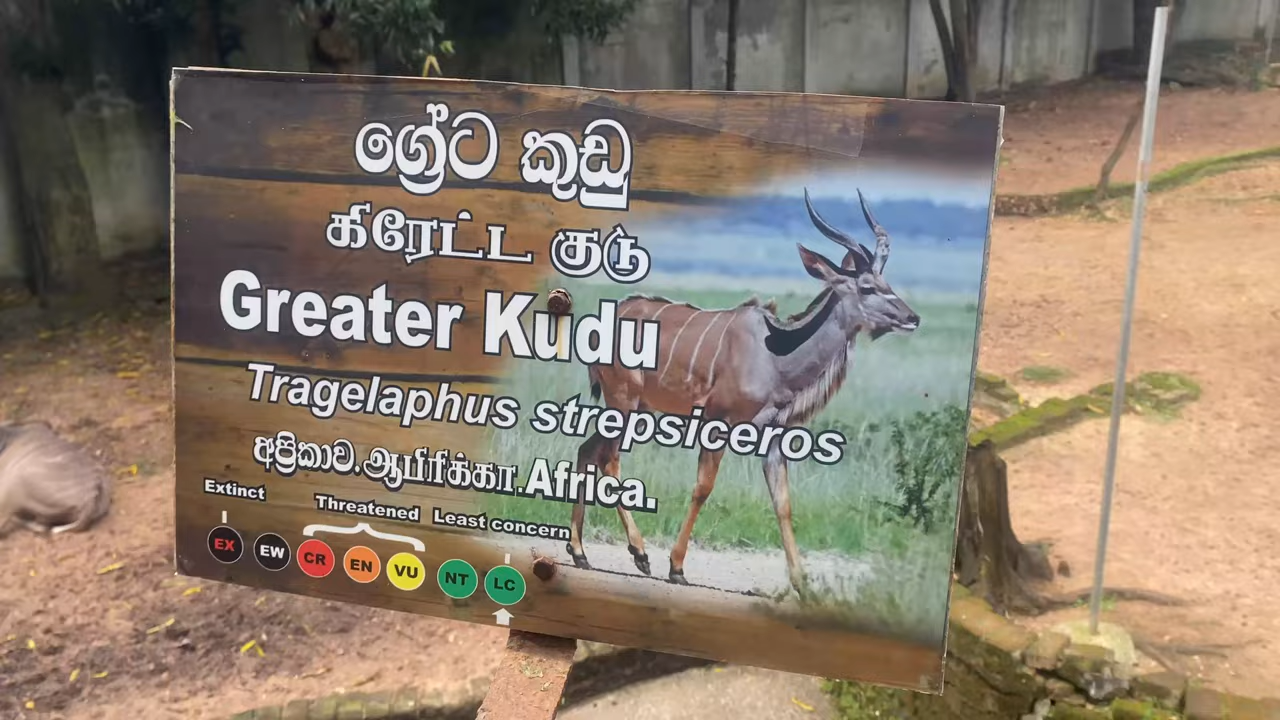 ග්‍රේට කුඩු
கிரேட்ட குடு
Greater Kudu
Tragelaphus strepsiceros
අප්‍රිකාව.ஆபிரிக்கா.Africa.
Extinct Threatened Least concern
EX EW CR EN VU NT LC